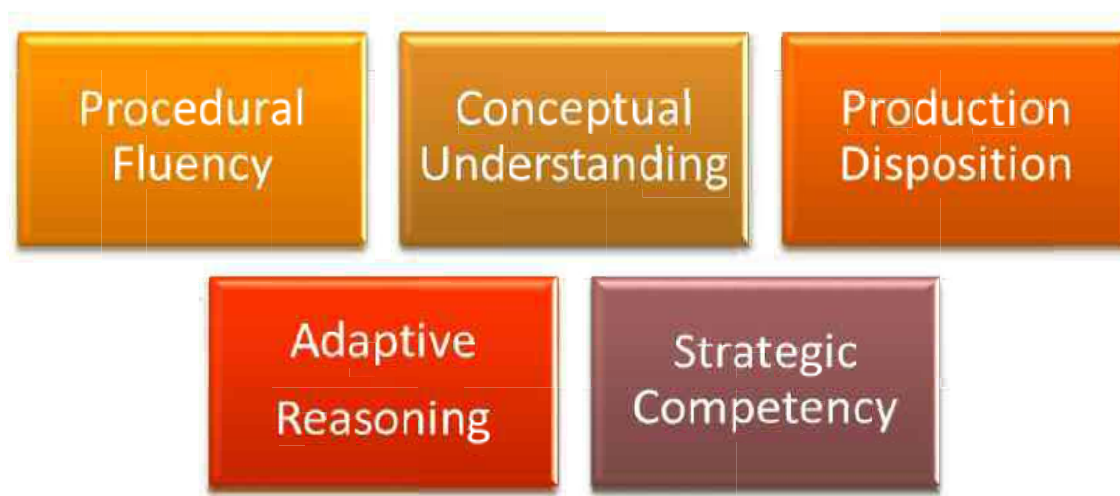 Procedural
Fluency
Conceptual
Understanding
Production
Disposition
Adaptive
Reasoning
Strategic
Competency